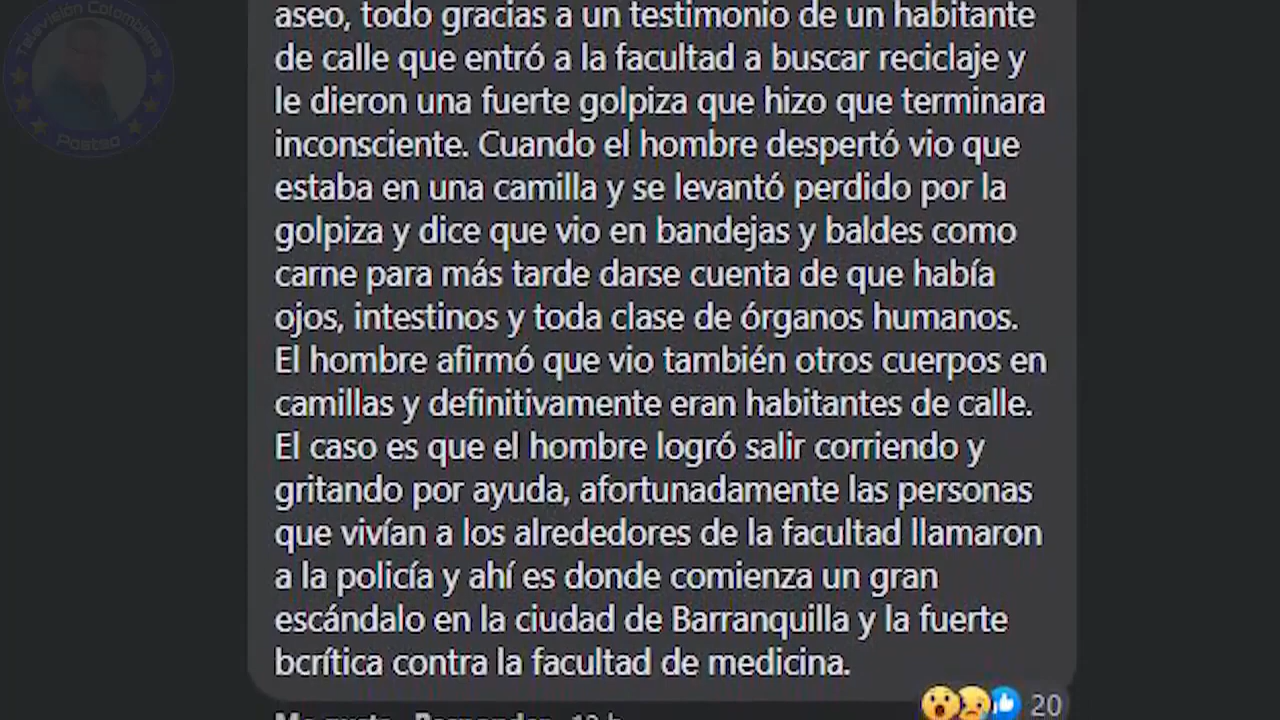 Televisión Colombiana
Posteo
aseo, todo gracias a un testimonio de un habitante
de calle que entró a la facultad a buscar reciclaje y
le dieron una fuerte golpiza que hizo que terminara
inconsciente. Cuando el hombre despertó vio que
estaba en una camilla y se levantó perdido por la
golpiza y dice que vio en bandejas y baldes como
carne para más tarde darse cuenta de que había
ojos, intestinos y toda clase de órganos humanos.
El hombre afirmó que vio también otros cuerpos en
camillas y definitivamente eran habitantes de calle.
El caso es que el hombre logró salir corriendo y
gritando por ayuda, afortunadamente las personas
que vivían a los alrededores de la facultad llamaron
a la policía y ahí es donde comienza un gran
escándalo en la ciudad de Barranquilla y la fuerte
bcrítica contra la facultad de medicina.
20
Me gusta Responder